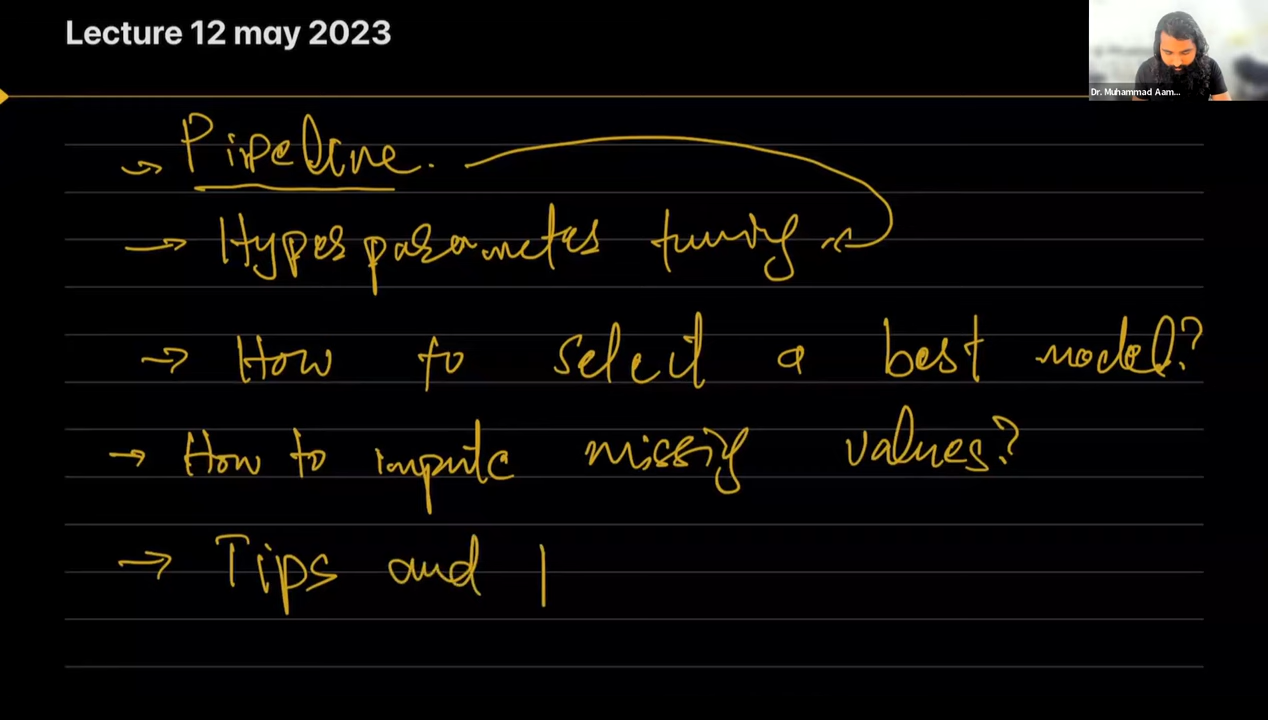 Lecture 12 may 2023
Dr. Muhammad Aam...
→ Pipeline.
→ Hyperparameters tuning
→ How to select a best model?
→ How to impute missing values?
→ Tips and